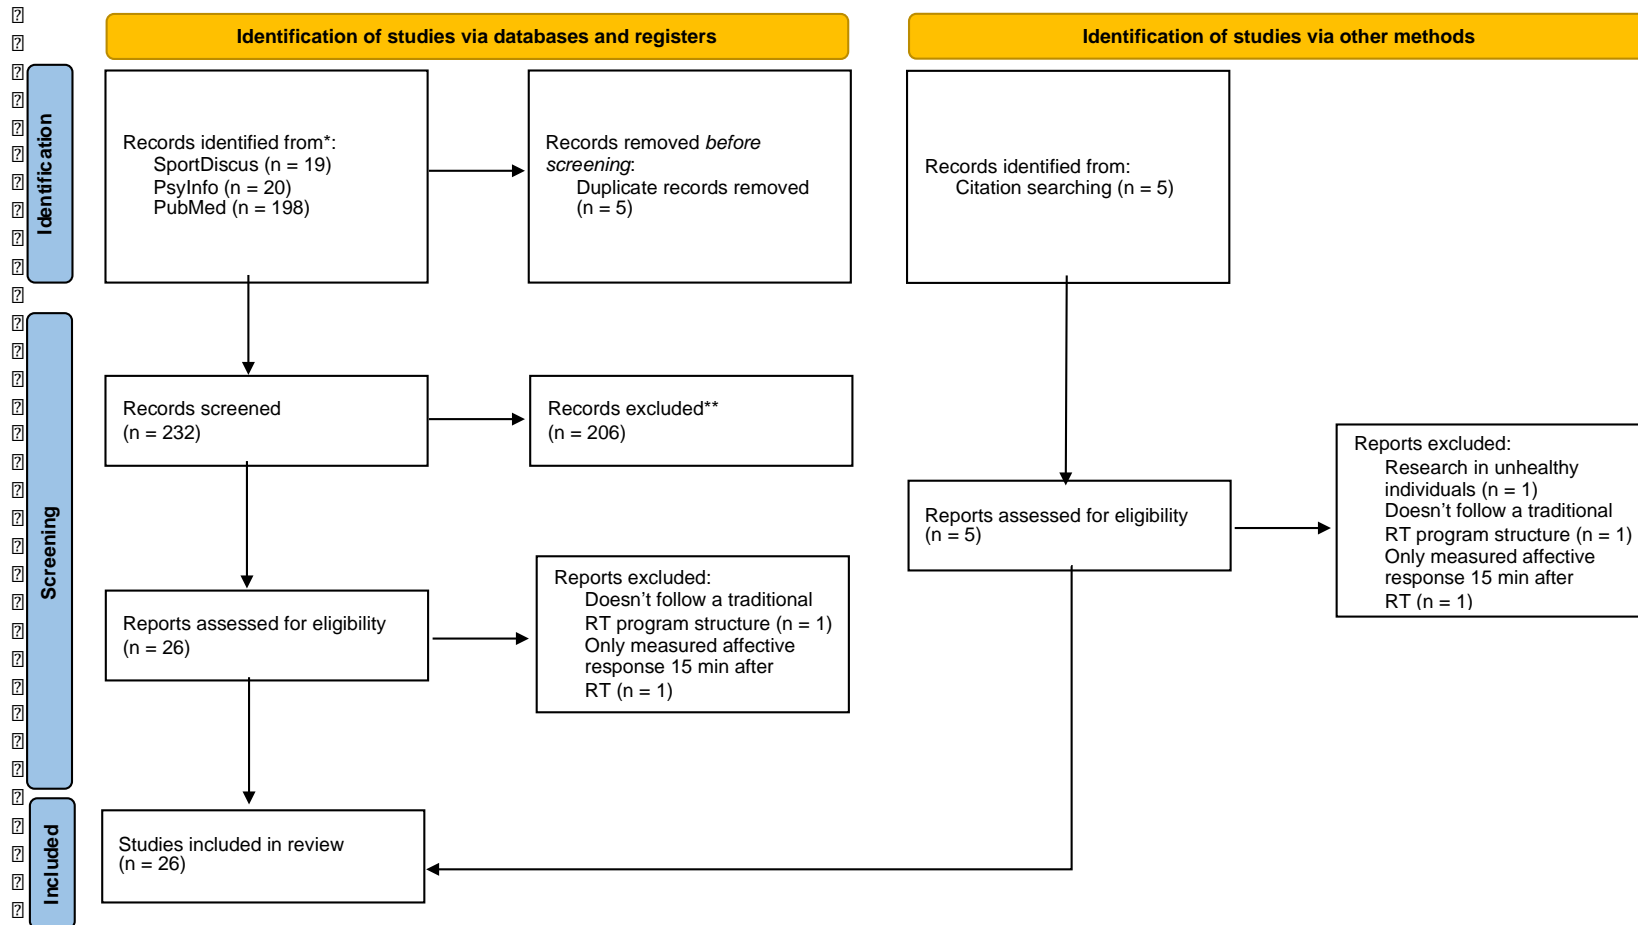 Identification of studies via databases and registers
Identification of studies via other methods
Identification
Records identified from*:
SportDiscus (n = 19)
PsyInfo (n = 20)
PubMed (n = 198)
Records removed before
screening:
Duplicate records removed
(n = 5)
Records identified from:
Citation searching (n = 5)
Screening
Records screened
(n = 232)
Records excluded**
(n = 206)
Reports assessed for eligibility
(n = 26)
Reports excluded:
Doesn't follow a traditional
RT program structure (n = 1)
Only measured affective
response 15 min after
RT (n = 1)
Reports assessed for eligibility
(n = 5)
Reports excluded:
Research in unhealthy
individuals (n = 1)
Doesn't follow a traditional
RT program structure (n = 1)
Only measured affective
response 15 min after
RT (n = 1)
Included
Studies included in review
(n = 26)